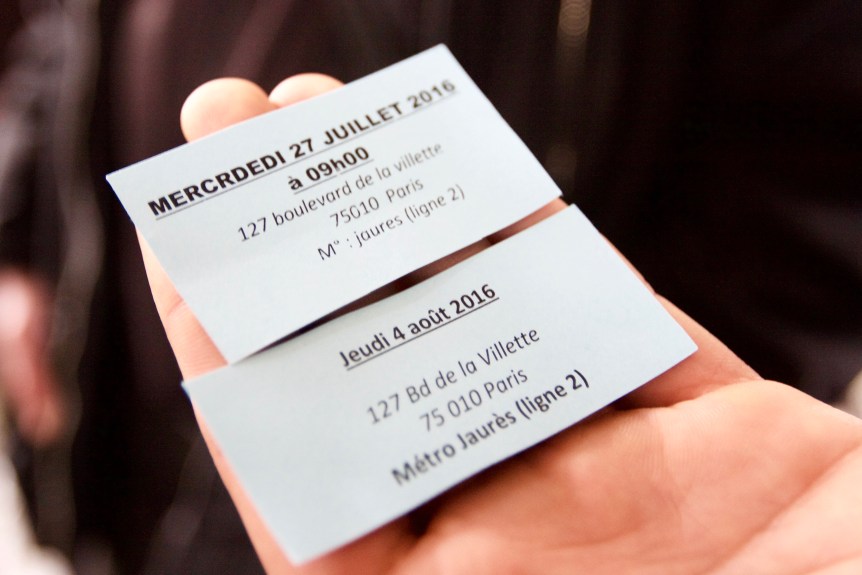 MERCRDEDI 27 JUILLET 2016
à 09h00
127 boulevard de la villette
75010 Paris
M° : jaures (ligne 2)
Jeudi 4 août 2016
127 Bd de la Villette
75 010 Paris
Métro Jaurès (ligne 2)